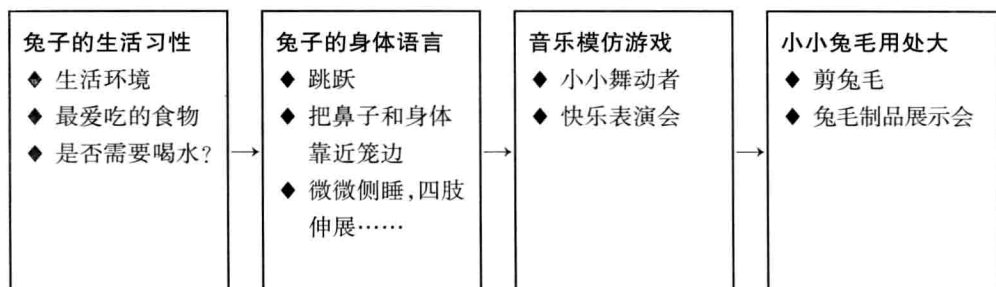 兔子的生活习性
◆ 生活环境
◆ 最爱吃的食物
◆ 是否需要喝水?
兔子的身体语言
◆ 跳跃
◆ 把鼻子和身体
靠近笼边
◆ 微微侧睡,四肢
伸展……
音乐模仿游戏
◆ 小小舞动者
◆ 快乐表演会
小小兔毛用处大
◆ 剪兔毛
◆ 兔毛制品展示会